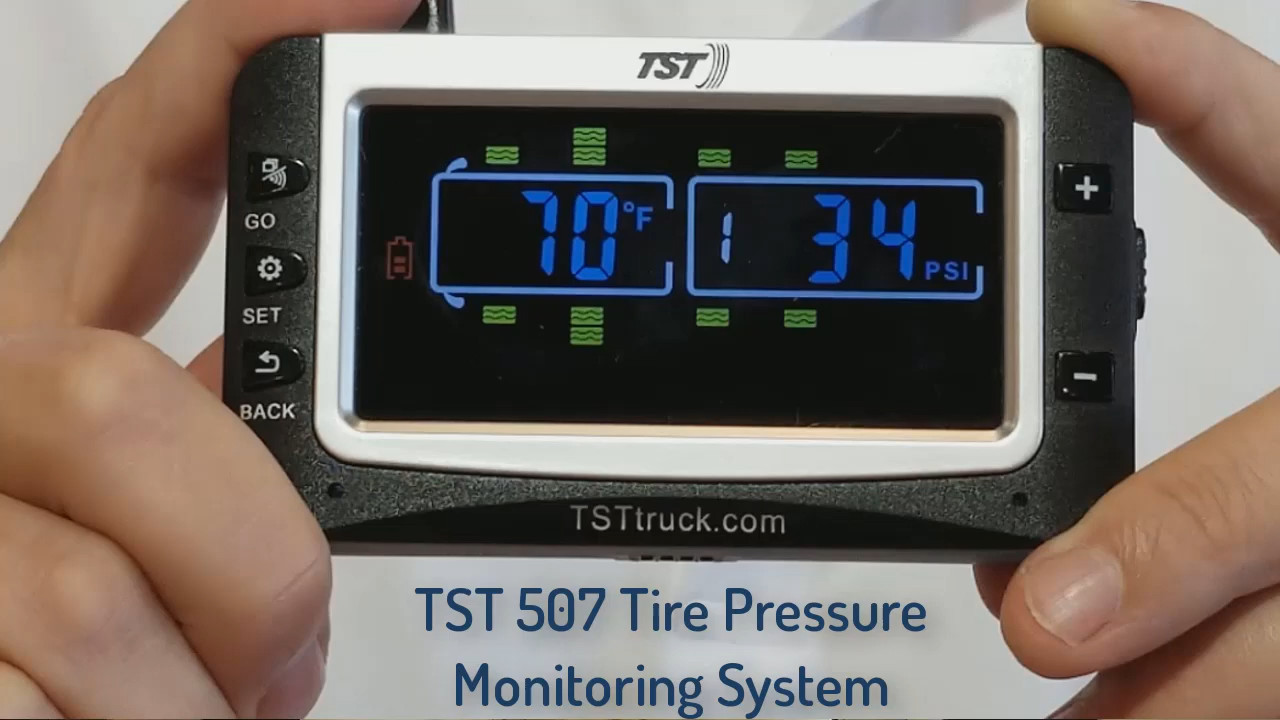 TST
GO
SET
BACK
70 °F
1 34 PSI
+
-
TSTtruck.com
TST 507 Tire Pressure
Monitoring System